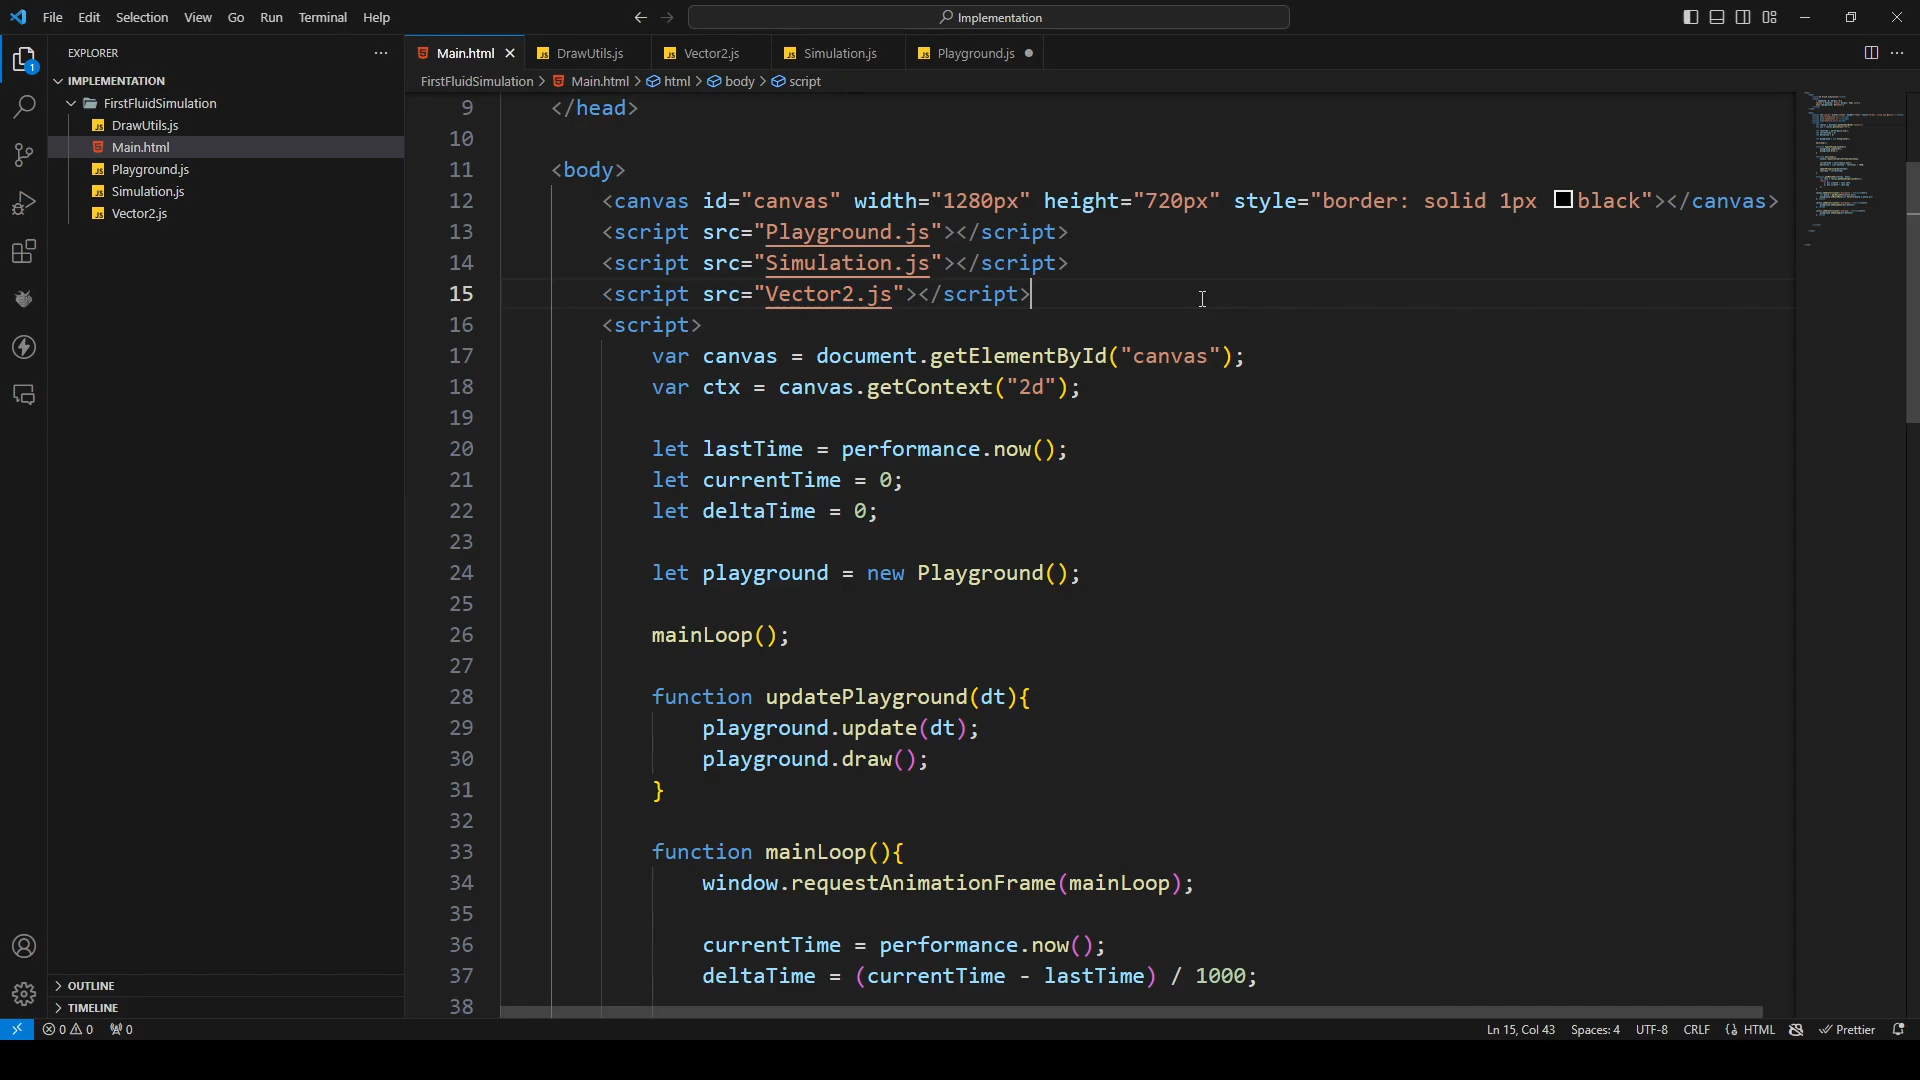 File Edit Selection View Go Run Terminal Help
Implementation
EXPLORER
1
IMPLEMENTATION
FirstFluidSimulation
DrawUtils.js
Main.html
Playground.js
Simulation.js
Vector2.js
OUTLINE
TIMELINE
Main.html DrawUtils.js Vector2.js Simulation.js Playground.js
FirstFluidSimulation > Main.html > html > body > script
9 </head>
10
11 <body>
12 <canvas id="canvas" width="1280px" height="720px" style="border: solid 1px black"></canvas>
13 <script src="Playground.js"></script>
14 <script src="Simulation.js"></script>
15 <script src="Vector2.js"></script>
16 <script>
17 var canvas = document.getElementById("canvas");
18 var ctx = canvas.getContext("2d");
19
20 let lastTime = performance.now();
21 let currentTime = 0;
22 let deltaTime = 0;
23
24 let playground = new Playground();
25
26 mainLoop();
27
28 function updatePlayground(dt){
29 playground.update(dt);
30 playground.draw();
31 }
32
33 function mainLoop(){
34 window.requestAnimationFrame(mainLoop);
35
36 currentTime = performance.now();
37 deltaTime = (currentTime - lastTime) / 1000;
38
0 0 0 Ln 15, Col 43 Spaces: 4 UTF-8 CRLF HTML Prettier